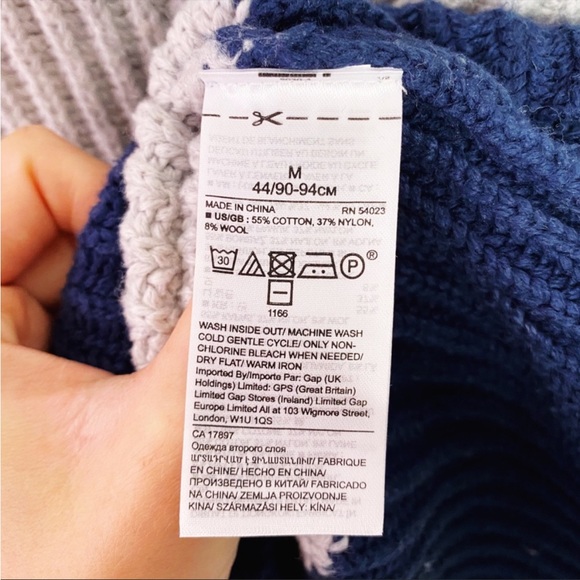 M
44/90-94CM
MADE IN CHINA RN 54023
■ US/GB : 55% COTTON, 37% NYLON,
8% WOOL
30 P ®
1166
WASH INSIDE OUT/ MACHINE WASH
COLD GENTLE CYCLE/ ONLY NON-
CHLORINE BLEACH WHEN NEEDED/
DRY FLAT/ WARM IRON
Imported By/Importe Par: Gap (UK
Holdings) Limited: GPS (Great Britain)
Limited Gap Stores (Ireland) Limited Gap
Europe Limited All at 103 Wigmore Street,
London, W1U 1QS
CA 17897
Одежда второго слоя
ԱՐՏԱԴՐՎԱԾ Է ՉԻՆԱՍՏԱՆՈՒՄ/ FABRIQUE
EN CHINE/ HECHO EN CHINA/
ПРОИЗВЕДЕНО В КИТАЙ/ FABRICADO
NA CHINA/ ZEMLJA PROIZVODNJE
KINA/ SZÁRMAZÁSI HELY: KÍNA/